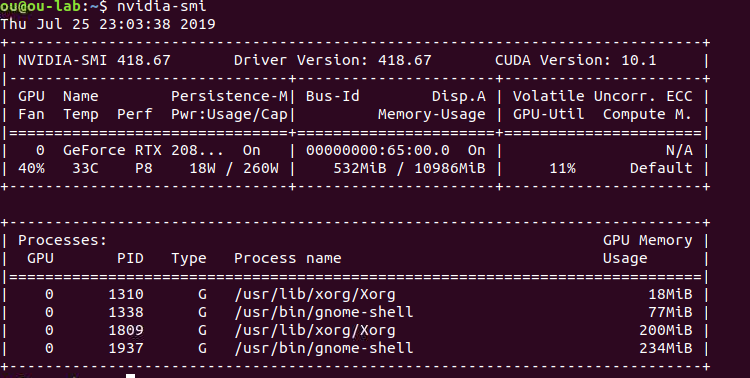 ou@ou-lab:~$ nvidia-smi
Thu Jul 25 23:03:38 2019
+-----------------------------------------------------------------------------+
| NVIDIA-SMI 418.67       Driver Version: 418.67       CUDA Version: 10.1     |
|-------------------------------+----------------------+----------------------+
| GPU  Name        Persistence-M| Bus-Id        Disp.A | Volatile Uncorr. ECC |
| Fan  Temp  Perf  Pwr:Usage/Cap|         Memory-Usage | GPU-Util  Compute M. |
|===============================+======================+======================|
|   0  GeForce RTX 208...  On   | 00000000:65:00.0  On |                  N/A |
| 40%   33C    P8    18W / 260W |    532MiB / 10986MiB |     11%      Default |
+-------------------------------+----------------------+----------------------+
+-----------------------------------------------------------------------------+
| Processes:                                                       GPU Memory |
|  GPU       PID   Type   Process name                             Usage      |
|=============================================================================|
|    0      1310      G   /usr/lib/xorg/Xorg                            18MiB |
|    0      1338      G   /usr/bin/gnome-shell                          77MiB |
|    0      1809      G   /usr/lib/xorg/Xorg                           200MiB |
|    0      1937      G   /usr/bin/gnome-shell                         234MiB |
+-----------------------------------------------------------------------------+